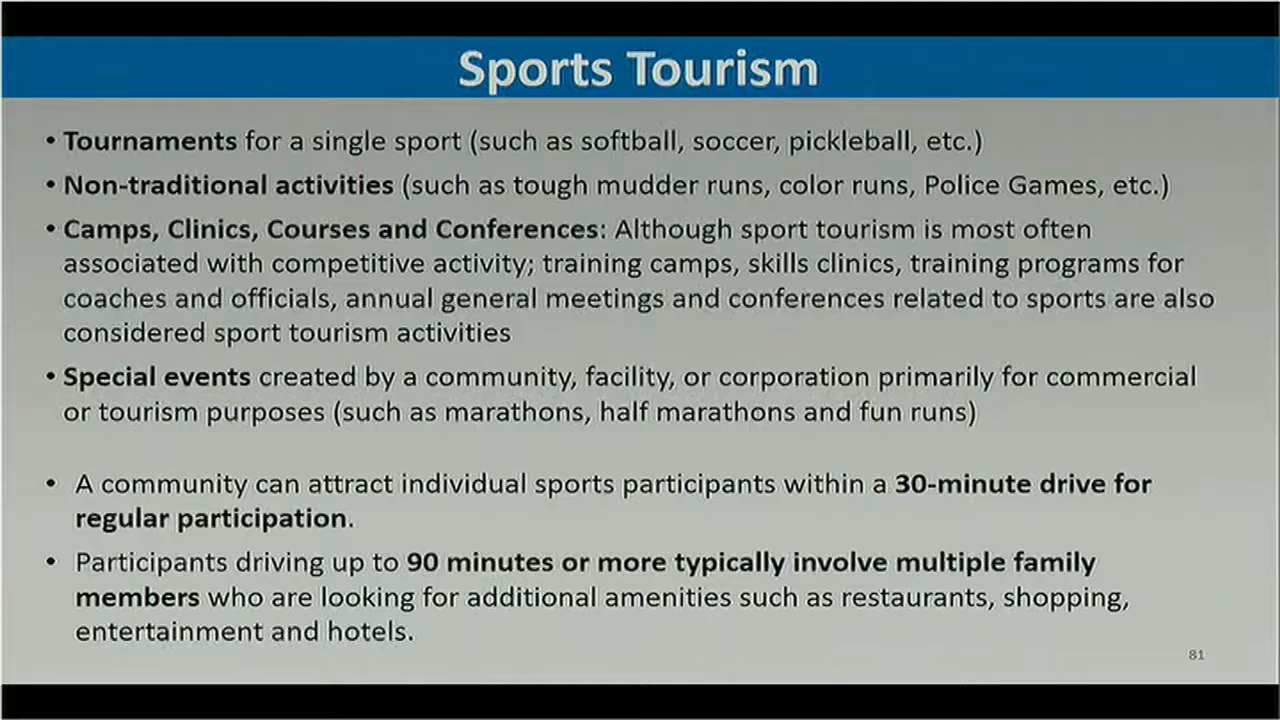 Sports Tourism
• Tournaments for a single sport (such as softball, soccer, pickleball, etc.)
• Non-traditional activities (such as tough mudder runs, color runs, Police Games, etc.)
• Camps, Clinics, Courses and Conferences: Although sport tourism is most often
associated with competitive activity; training camps, skills clinics, training programs for
coaches and officials, annual general meetings and conferences related to sports are also
considered sport tourism activities
• Special events created by a community, facility, or corporation primarily for commercial
or tourism purposes (such as marathons, half marathons and fun runs)
• A community can attract individual sports participants within a 30-minute drive for
regular participation.
• Participants driving up to 90 minutes or more typically involve multiple family
members who are looking for additional amenities such as restaurants, shopping,
entertainment and hotels.
81